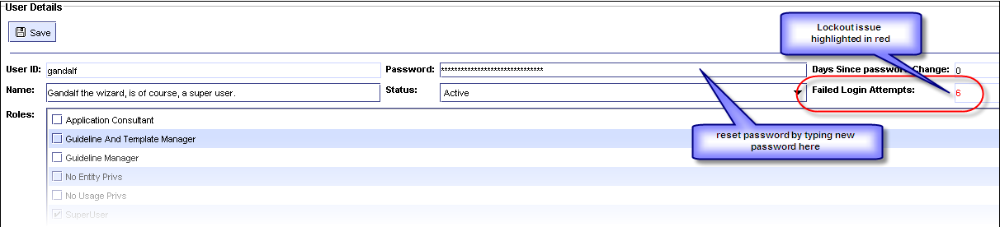 User Details
Save
Lockout issue
highlighted in red
User ID: gandalf Password: ******************************* Days Since password Change: 0
Name: Gandalf the wizard, is of course, a super user. Status: Active Failed Login Attempts: 6
Roles: Application Consultant
Guideline And Template Manager
reset password by typing new
password here
Guideline Manager
No Entity Privs
No Usage Privs
SuperUser